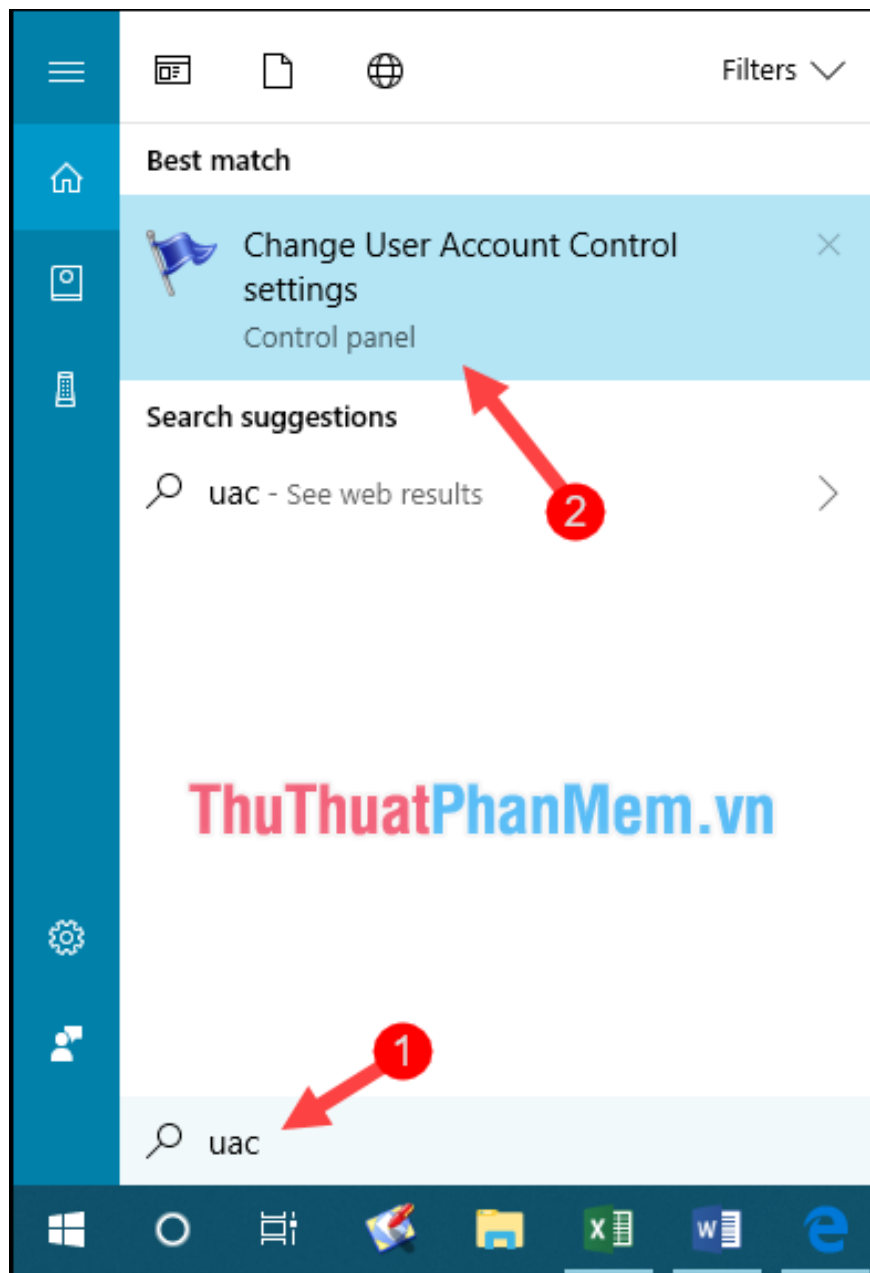 Filters
Best match
Change User Account Control
settings
Control panel
Search suggestions
uac - See web results
2
ThuThuatPhanMem.vn
1
uac